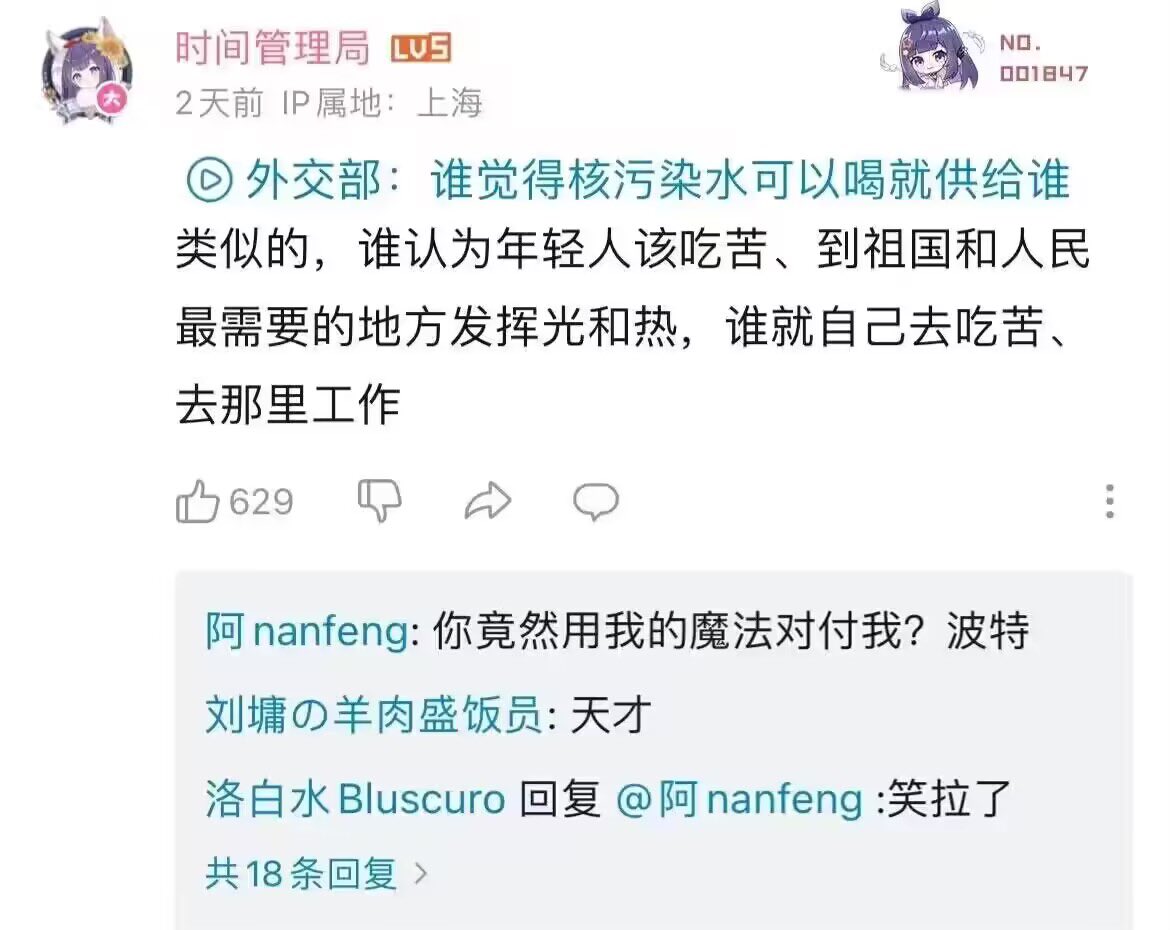 时间管理局 LV5
NO.
001847
2天前 IP属地：上海
外交部：谁觉得核污染水可以喝就供给谁
类似的，谁认为年轻人该吃苦、到祖国和人民
最需要的地方发挥光和热，谁就自己去吃苦、
去那里工作
629
阿nanfeng: 你竟然用我的魔法对付我？波特
刘墉の羊肉盛饭员: 天才
洛白水Bluscuro 回复 @阿nanfeng :笑拉了
共18条回复 >